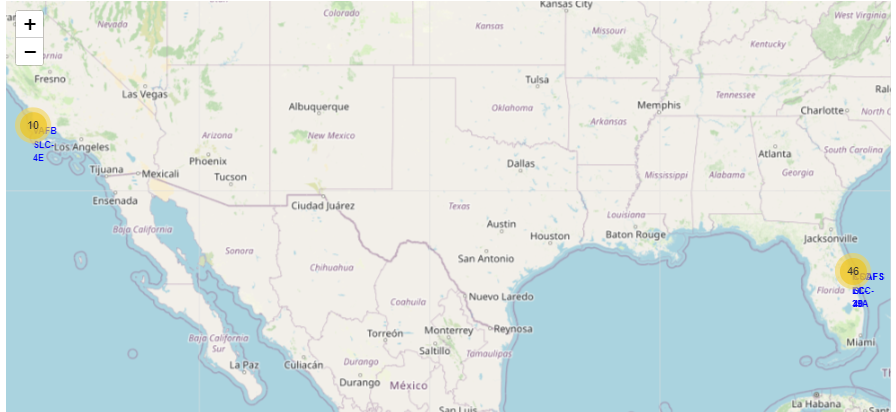 +
−
Kansas City
Nevada
Colorado
Kansas
Missouri
West Virginia
Kentucky
Fresno
Las Vegas
Tulsa
Albuquerque
Memphis
Tennessee
Charlotte
Oklahoma
Arkansas
10
Arizona
New Mexico
SLC-
4E
Los Angeles
Phoenix
Atlanta
South Carolina
Dallas
Tijuana
Mexicali
Tucson
Mississippi
Alabama
Georgia
Ensenada
Ciudad Juárez
Texas
Louisiana
Austin
Baja California
Houston
Baton Rouge
Jacksonville
Sonora
San Antonio
Chihuahua
46
Florida
Nuevo Laredo
Coahuila
Torreón
Monterrey
Reynosa
Baja California
Sur
Saltillo
Miami
Durango
Tamaulipas
La Paz
Culiacán
Durango
México
La Habana
San Luis